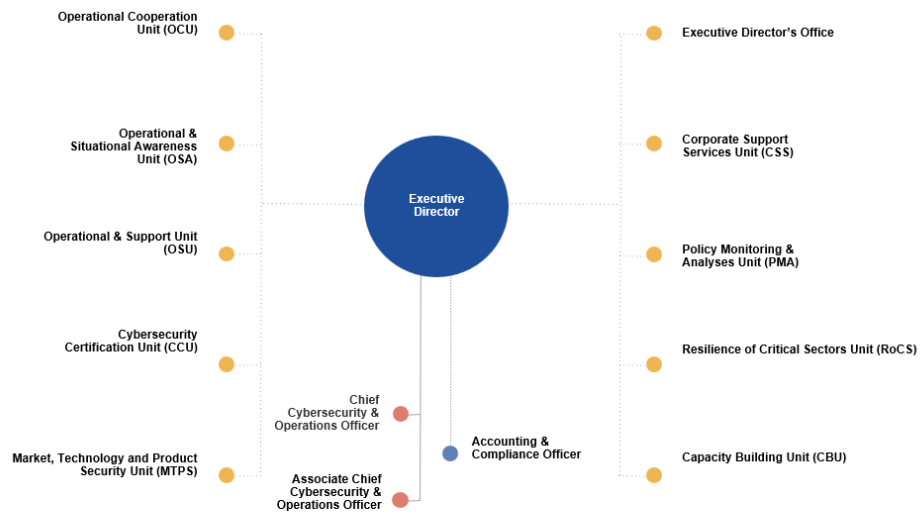 Operational Cooperation
Unit (OCU)
Operational &
Situational Awareness
Unit (OSA)
Operational & Support Unit
(OSU)
Cybersecurity
Certification Unit (CCU)
Market, Technology and Product
Security Unit (MTPS)
Executive
Director
Chief
Cybersecurity &
Operations Officer
Associate Chief
Cybersecurity &
Operations Officer
Accounting &
Compliance Officer
Executive Director's Office
Corporate Support
Services Unit (CSS)
Policy Monitoring &
Analyses Unit (PMA)
Resilience of Critical Sectors Unit (RoCS)
Capacity Building Unit (CBU)